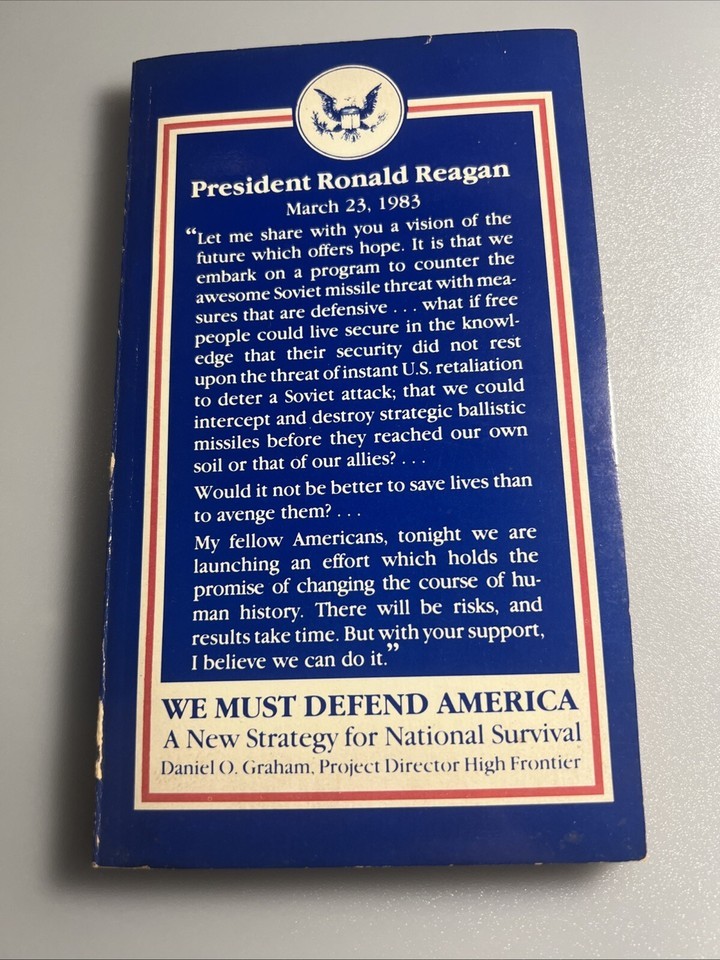 President Ronald Reagan
March 23, 1983
“Let me share with you a vision of the
future which offers hope. It is that we
embark on a program to counter the
awesome Soviet missile threat with mea-
sures that are defensive . . . what if free
people could live secure in the knowl-
edge that their security did not rest
upon the threat of instant U.S. retaliation
to deter a Soviet attack; that we could
intercept and destroy strategic ballistic
missiles before they reached our own
soil or that of our allies? . . .
Would it not be better to save lives than
to avenge them? . . .
My fellow Americans, tonight we are
launching an effort which holds the
promise of changing the course of hu-
man history. There will be risks, and
results take time. But with your support,
I believe we can do it.”
WE MUST DEFEND AMERICA
A New Strategy for National Survival
Daniel O. Graham, Project Director High Frontier